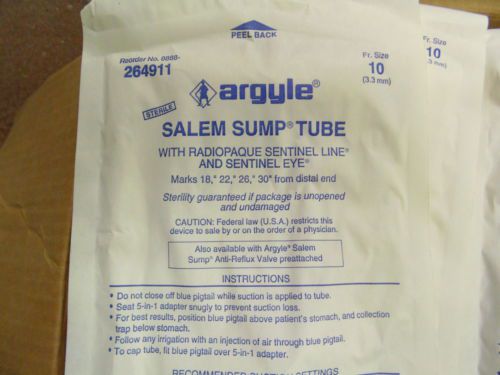 PEEL BACK
Reorder No. 8888-
264911
argyle®
Fr. Size
10
(3.3 mm)
Fr. Size
10
(3.3 mm)
STERILE
SALEM SUMP® TUBE
WITH RADIOPAQUE SENTINEL LINE®
AND SENTINEL EYE®
Marks 18," 22," 26," 30" from distal end
Sterility guaranteed if package is unopened
and undamaged
CAUTION: Federal law (U.S.A.) restricts this
device to sale by or on the order of a physician.
Also available with Argyle® Salem
Sump® Anti-Reflux Valve preattached
INSTRUCTIONS
• Do not close off blue pigtail while suction is applied to tube.
• Seat 5-in-1 adapter snugly to prevent suction loss.
• For best results, position blue pigtail above patient's stomach, and collection
trap below stomach.
• Follow any irrigation with an injection of air through blue pigtail.
• To cap tube, fit blue pigtail over 5-in-1 adapter.
RECOMMENDED SUCTION SETTINGS